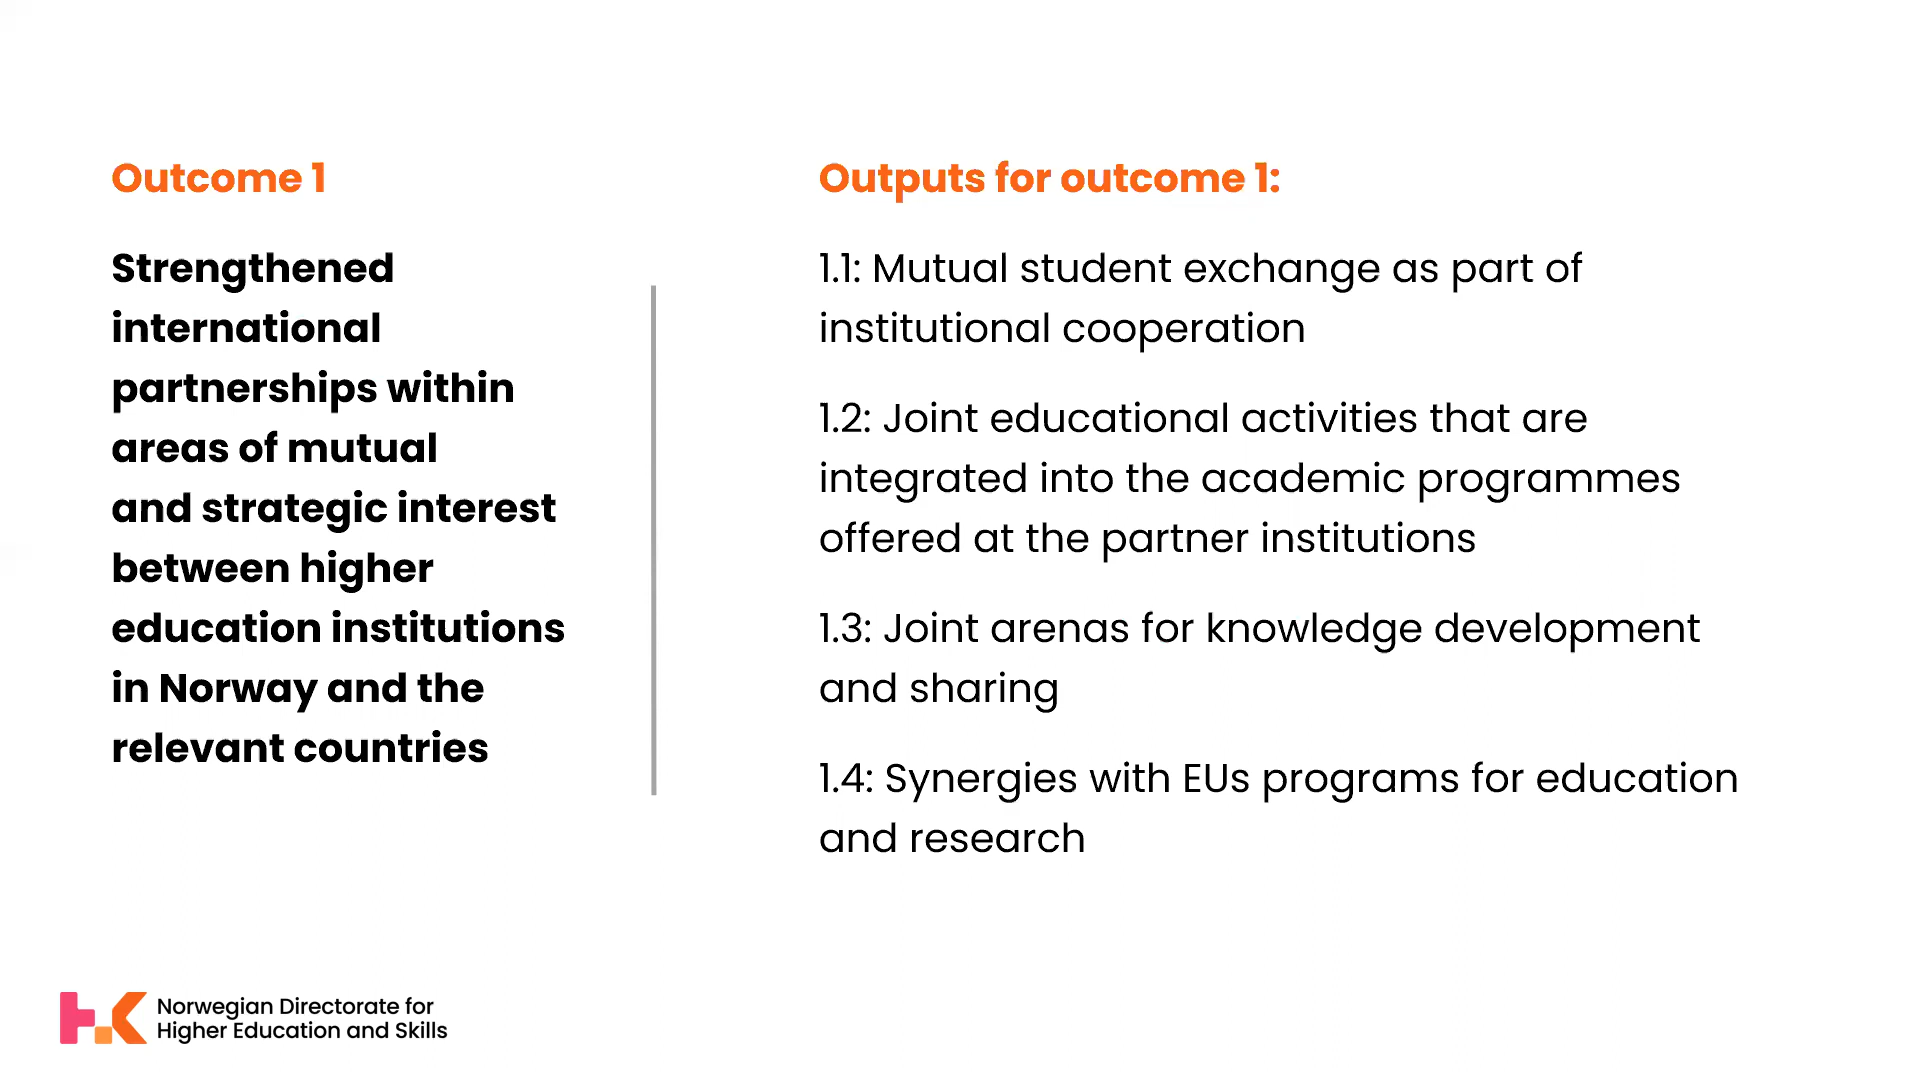 Outcome 1
Strengthened
international
partnerships within
areas of mutual
and strategic interest
between higher
education institutions
in Norway and the
relevant countries
Outputs for outcome 1:
1.1: Mutual student exchange as part of
institutional cooperation
1.2: Joint educational activities that are
integrated into the academic programmes
offered at the partner institutions
1.3: Joint arenas for knowledge development
and sharing
1.4: Synergies with EUs programs for education
and research
Norwegian Directorate for
Higher Education and Skills